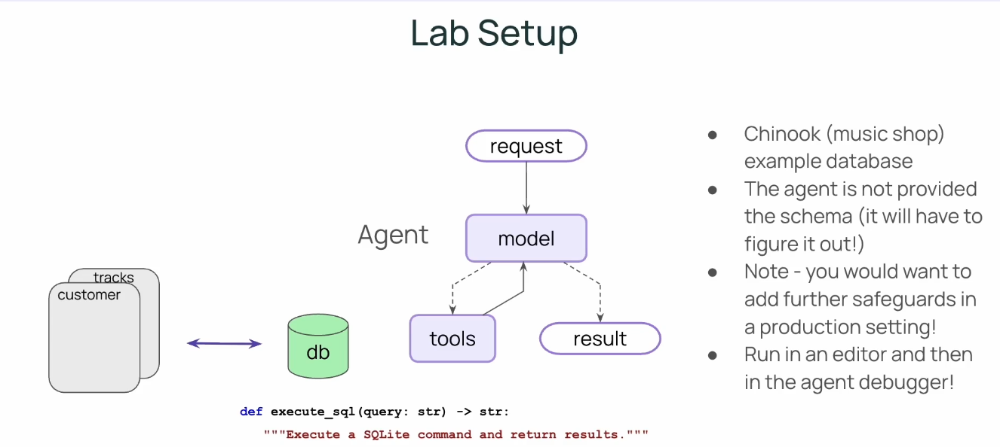 Lab Setup
request
Agent
model
tracks
customer
db
tools
result
def execute_sql(query: str) -> str:
"""Execute a SQLite command and return results."""
● Chinook (music shop)
example database
● The agent is not provided
the schema (it will have to
figure it out!)
● Note - you would want to
add further safeguards in
a production setting!
● Run in an editor and then
in the agent debugger!